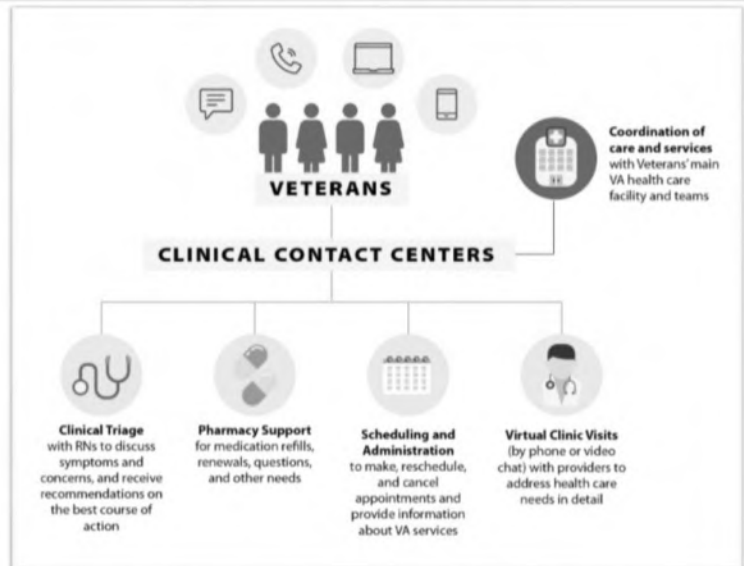 VETERANS
Coordination of
care and services
with Veterans' main
VA health care
facility and teams
CLINICAL CONTACT CENTERS
Clinical Triage
with RNs to discuss
symptoms and
concerns, and receive
recommendations on
the best course of
action
Pharmacy Support
for medication refills,
renewals, questions,
and other needs
Scheduling and
Administration
to make, reschedule,
and cancel
appointments and
provide information
about VA services
Virtual Clinic Visits
(by phone or video
chat) with providers to
address health care
needs in detail